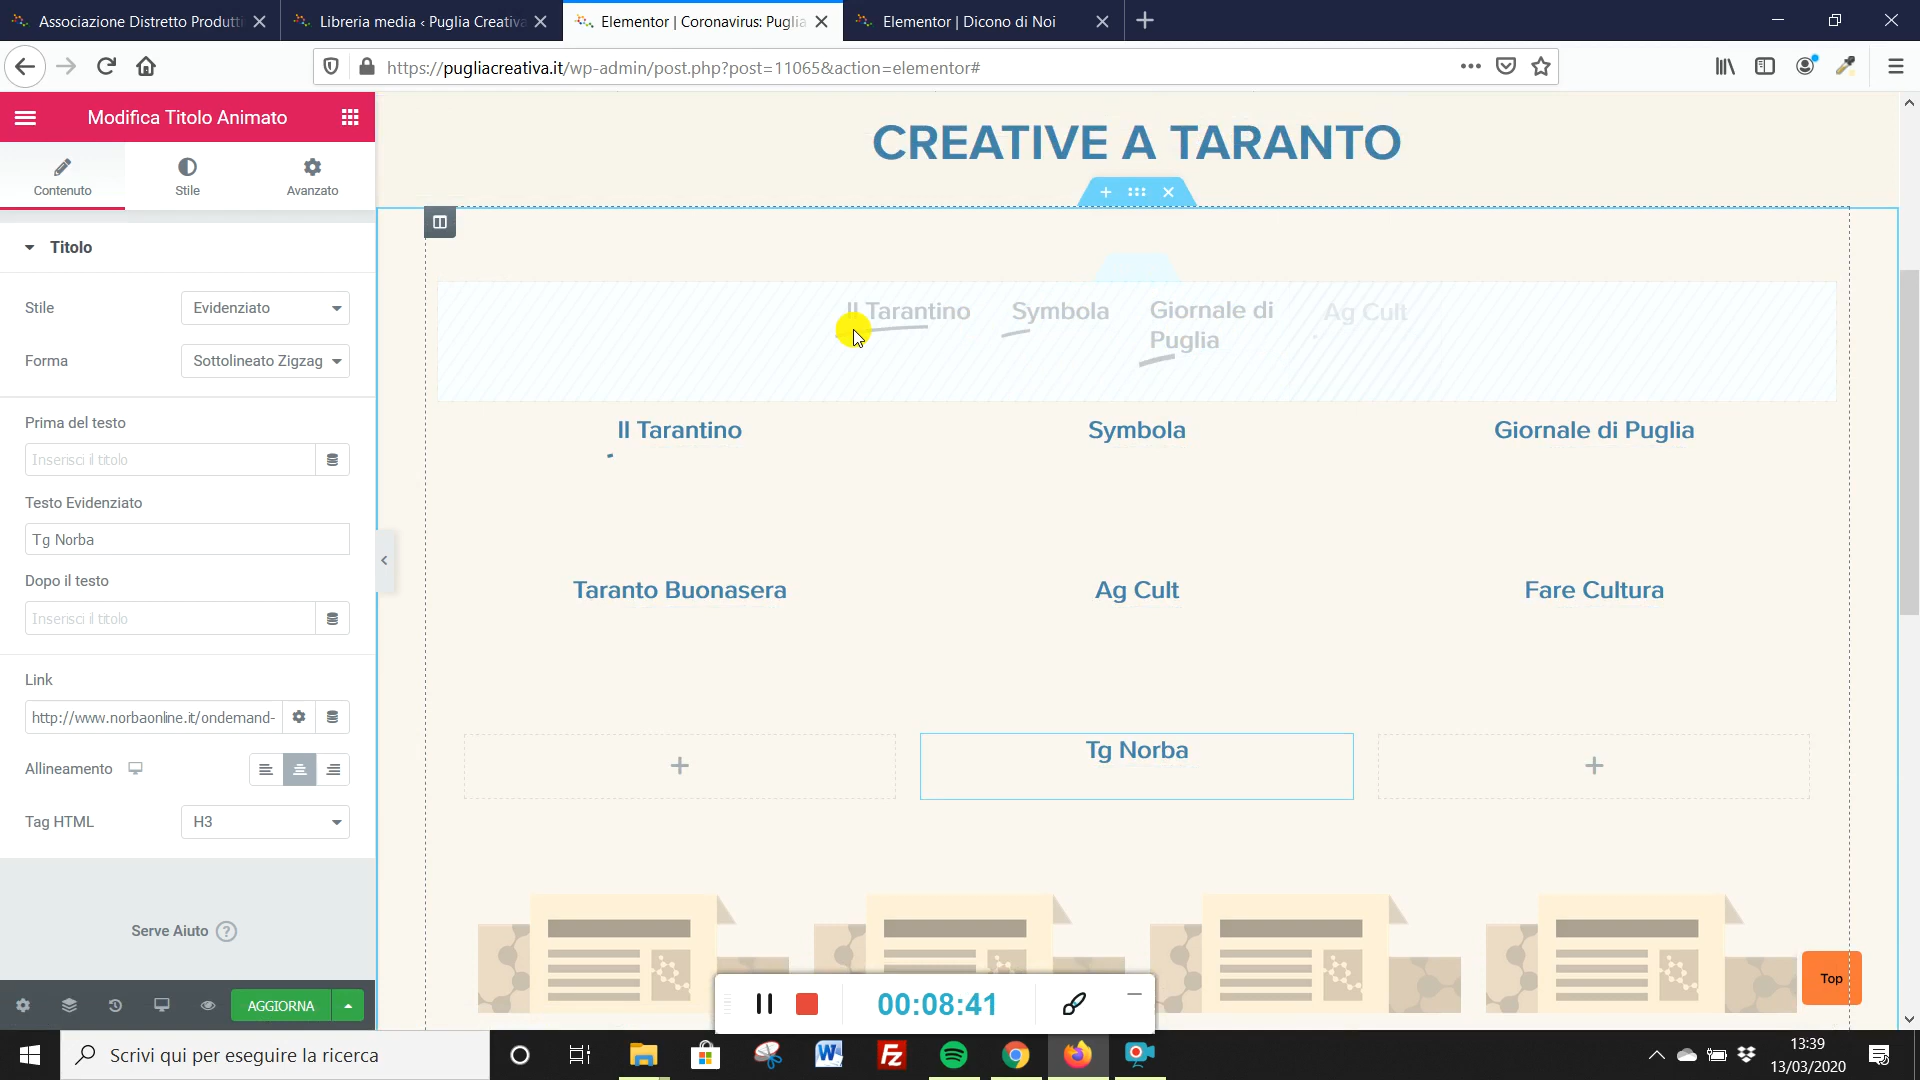 Associazione Distretto Produtti
Libreria media ‹ Puglia Creativa
Elementor | Coronavirus: Puglia
Elementor | Dicono di Noi
https://pugliacreativa.it/wp-admin/post.php?post=11065&action=elementor#
Modifica Titolo Animato
Contenuto
Stile
Avanzato
Titolo
Stile
Evidenziato
Forma
Sottolineato Zigzag
Prima del testo
Inserisci il titolo
Testo Evidenziato
Tg Norba
Dopo il testo
Inserisci il titolo
Link
http://www.norbaonline.it/ondemand-
Allineamento
Tag HTML
H3
Serve Aiuto ?
AGGIORNA
CREATIVE A TARANTO
Il Tarantino
Symbola
Giornale di
Puglia
Ag Cult
Il Tarantino
Symbola
Giornale di Puglia
Taranto Buonasera
Ag Cult
Fare Cultura
Tg Norba
Top
00:08:41
Scrivi qui per eseguire la ricerca
13:39
13/03/2020